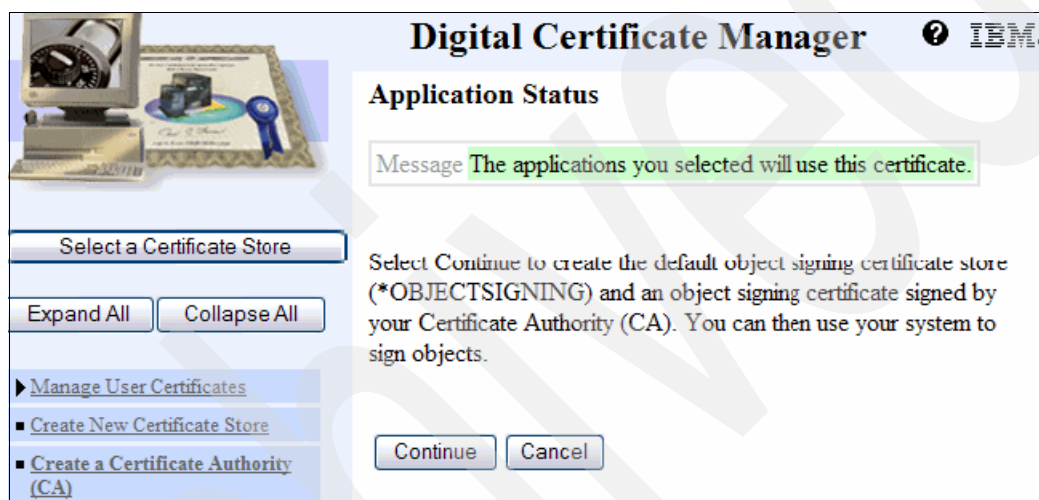 Digital Certificate Manager
IBM
Application Status
Message The applications you selected will use this certificate.
Select Continue to create the default object signing certificate store
(*OBJECTSIGNING) and an object signing certificate signed by
your Certificate Authority (CA). You can then use your system to
sign objects.
Continue Cancel
Select a Certificate Store
Expand All Collapse All
Manage User Certificates
Create New Certificate Store
Create a Certificate Authority
(CA)